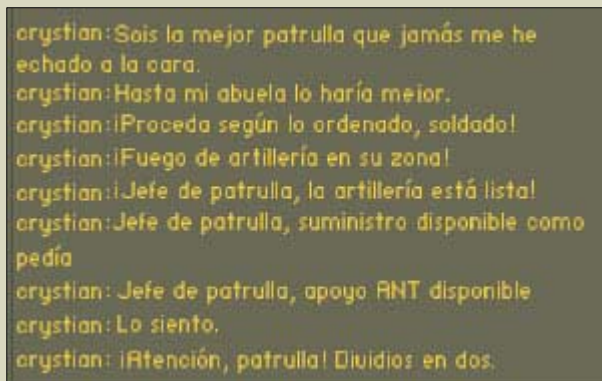 crystian: Sois la mejor patrulla que jamás me he
echado a la cara.
crystian: Hasta mi abuela lo haría mejor.
crystian: ¡Proceda según lo ordenado, soldado!
crystian: ¡Fuego de artillería en su zona!
crystian: ¡Jefe de patrulla, la artillería está lista!
crystian: Jefe de patrulla, suministro disponible como
pedía
crystian: Jefe de patrulla, apoyo ANT disponible
crystian: Lo siento.
crystian: ¡Atención, patrulla! Dividios en dos.